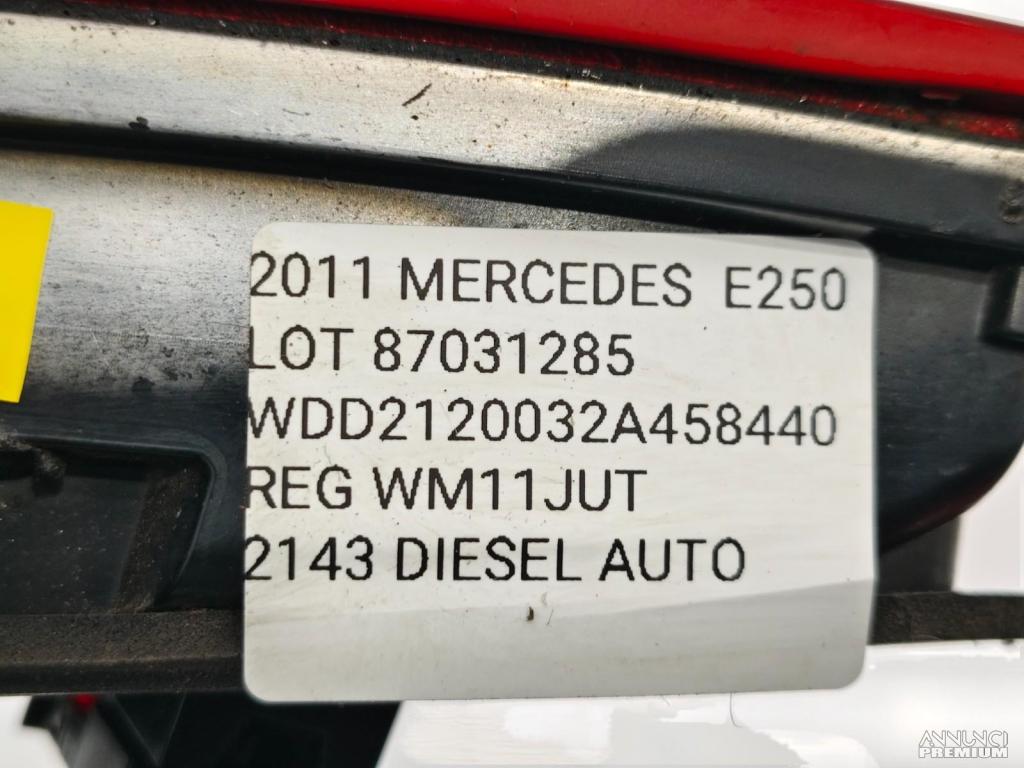 2011 MERCEDES E250
LOT 87031285
WDD2120032A458440
REG WM11JUT
2143 DIESEL AUTO
ANNUNCI
PREMIUM